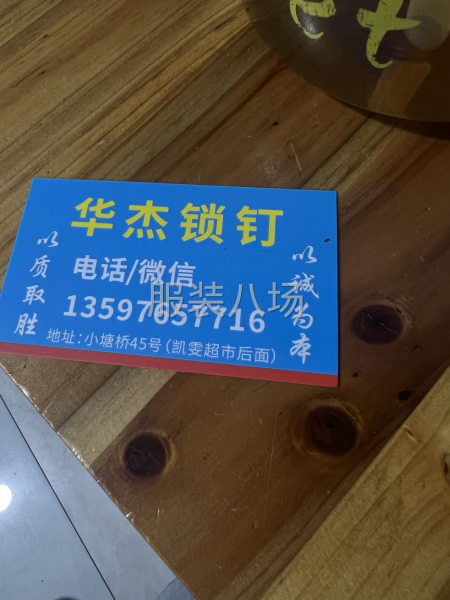 华杰锁钉
以质取胜
以诚为本
电话/微信
13597657716
地址：小塘桥45号(凯雯超市后面)
服装八场